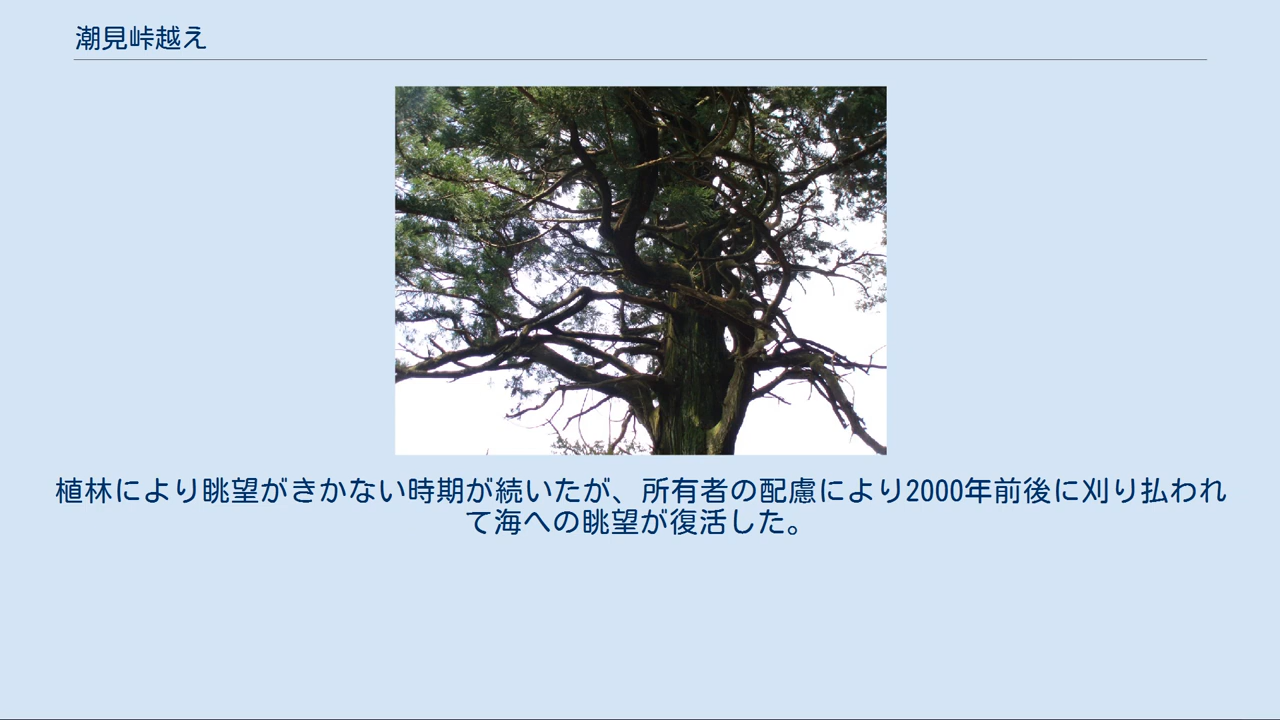 潮見峠越え
植林により眺望がきかない時期が続いたが、所有者の配慮により2000年前後に刈り払われ
て海への眺望が復活した。